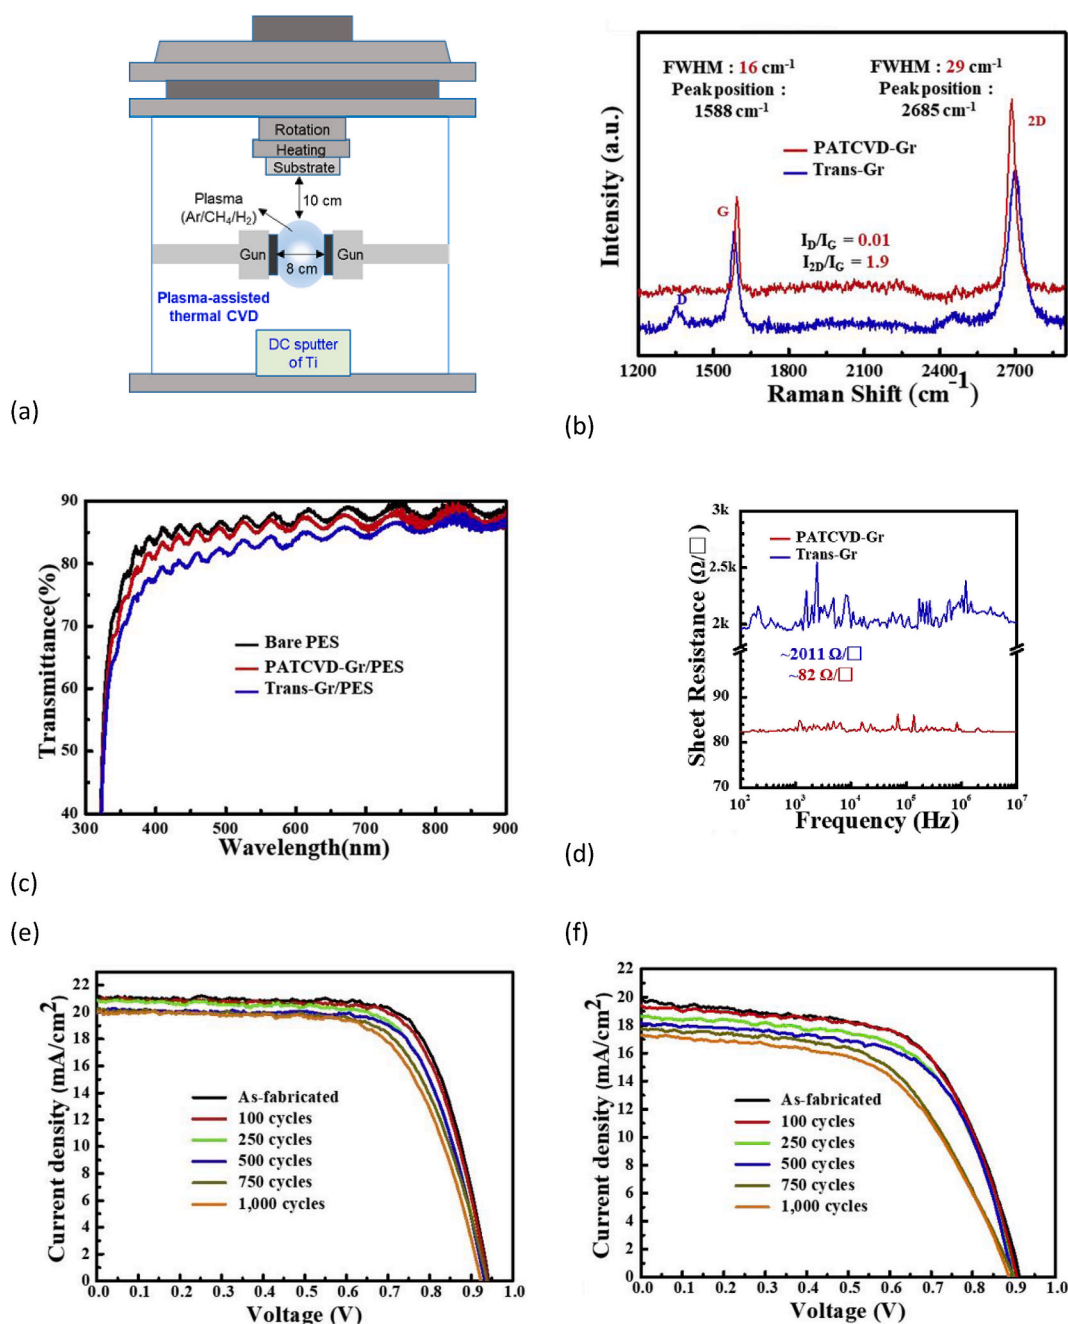 Rotation
Heating
Substrate
10 cm
Plasma
(Ar/CH4/H2)
Gun
Gun
8 cm
Plasma-assisted
thermal CVD
DC sputter
of Ti
(a)
FWHM : 16 cm-1
Peak position :
1588 cm-1
FWHM : 29 cm-1
Peak position :
2685 cm-1
2D
PATCVD-Gr
Trans-Gr
G
ID/IG = 0.01
I2D/IG = 1.9
D
Intensity (a.u.)
1200 1500 1800 2100 2400 2700
Raman Shift (cm-1)
(b)
90
80
70
60
50
40
Transmittance(%)
Bare PES
PATCVD-Gr/PES
Trans-Gr/PES
300 400 500 600 700 800 900
Wavelength(nm)
(c)
3k
2.5k
2k
90
80
70
Sheet Resistance (Ω/□)
PATCVD-Gr
Trans-Gr
~2011 Ω/□
~82 Ω/□
10² 10³ 10⁴ 10⁵ 10⁶ 10⁷
Frequency (Hz)
(d)
(e)
22
20
18
16
14
12
10
8
6
4
2
0
Current density (mA/cm2)
As-fabricated
100 cycles
250 cycles
500 cycles
750 cycles
1,000 cycles
0.0 0.1 0.2 0.3 0.4 0.5 0.6 0.7 0.8 0.9 1.0
Voltage (V)
(f)
22
20
18
16
14
12
10
8
6
4
2
0
Current density (mA/cm2)
As-fabricated
100 cycles
250 cycles
500 cycles
750 cycles
1,000 cycles
0.0 0.1 0.2 0.3 0.4 0.5 0.6 0.7 0.8 0.9 1.0
Voltage (V)